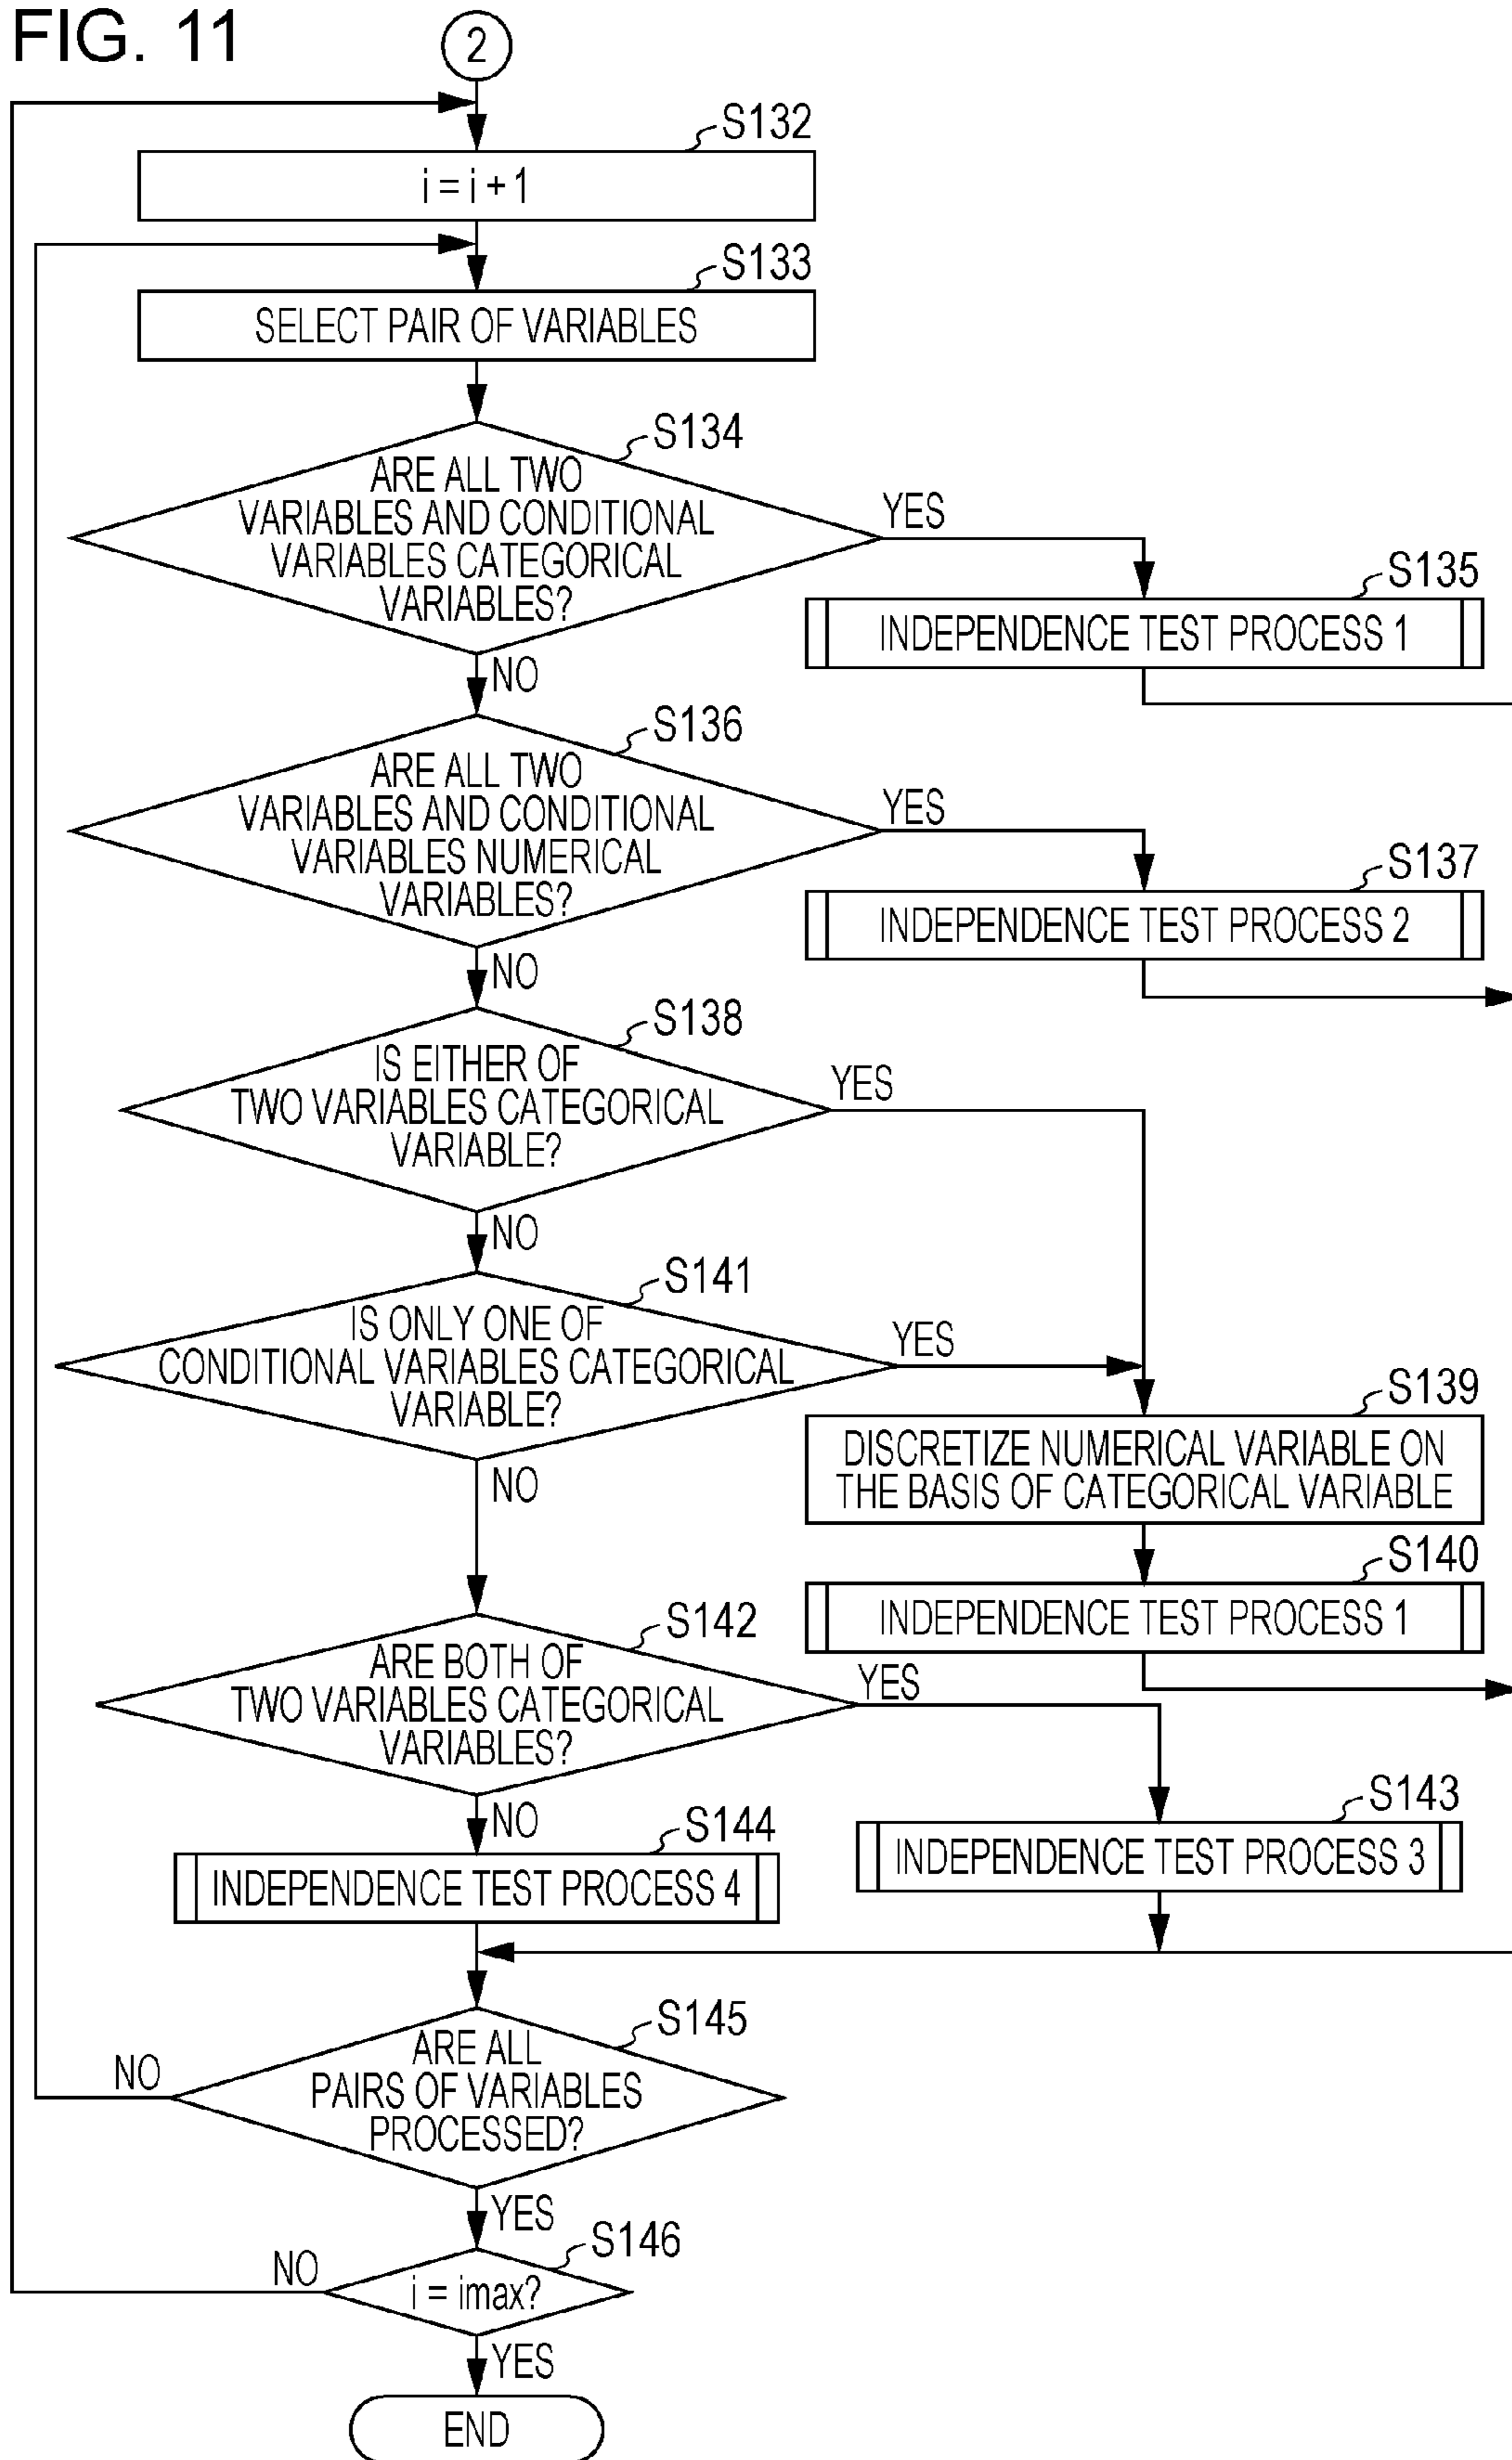 FIG. 11
2
S132
i = i + 1
S133
SELECT PAIR OF VARIABLES
S134
ARE ALL TWO
VARIABLES AND CONDITIONAL
VARIABLES CATEGORICAL
VARIABLES?
YES
NO
S135
INDEPENDENCE TEST PROCESS 1
S136
ARE ALL TWO
VARIABLES AND CONDITIONAL
VARIABLES NUMERICAL
VARIABLES?
YES
NO
S137
INDEPENDENCE TEST PROCESS 2
S138
IS EITHER OF
TWO VARIABLES CATEGORICAL
VARIABLE?
YES
NO
S141
IS ONLY ONE OF
CONDITIONAL VARIABLES CATEGORICAL
VARIABLE?
YES
NO
S139
DISCRETIZE NUMERICAL VARIABLE ON
THE BASIS OF CATEGORICAL VARIABLE
S140
INDEPENDENCE TEST PROCESS 1
S142
ARE BOTH OF
TWO VARIABLES CATEGORICAL
VARIABLES?
YES
NO
S143
INDEPENDENCE TEST PROCESS 3
S144
INDEPENDENCE TEST PROCESS 4
S145
ARE ALL
PAIRS OF VARIABLES
PROCESSED?
NO
YES
S146
i = imax?
NO
YES
END